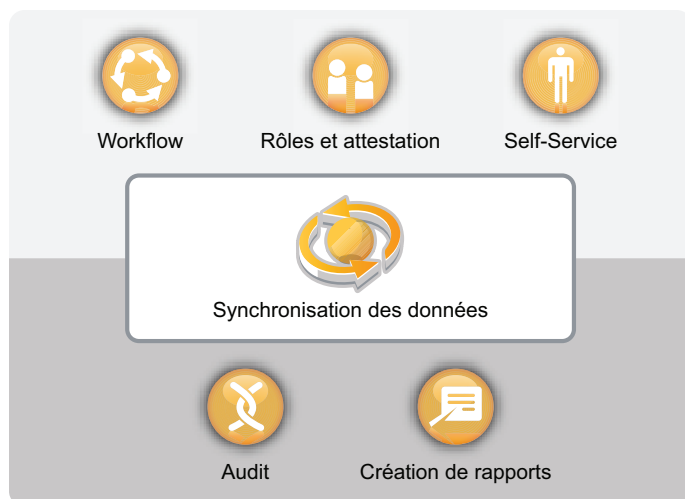 Workflow
Rôles et attestation
Self-Service
Synchronisation des données
Audit
Création de rapports